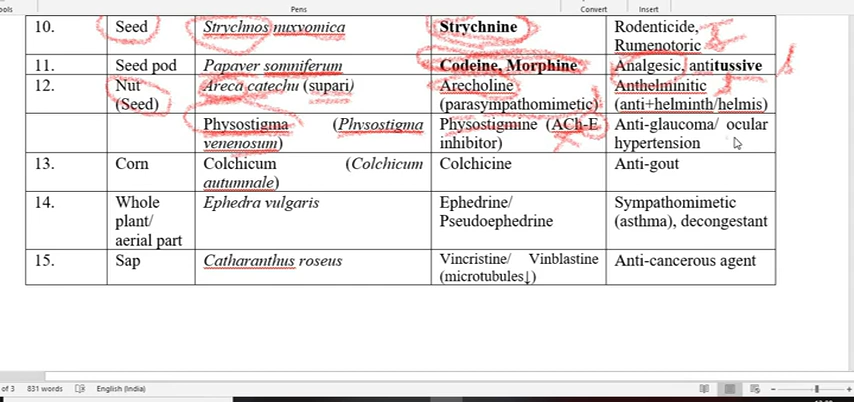 ools
Pens
Convert
Insert
10. Seed Strychnos nuxvomica Strychnine Rodenticide,
Rumenotoric
11. Seed pod Papaver somniferum Codeine, Morphine Analgesic, antitussive
12. Nut Areca catechu (supari) Arecholine Anthelminitic
(Seed) (parasympathomimetic) (anti+helminth/helmis)
Physostigma (Physostigma Physostigmine (ACh-E Anti-glaucoma/ ocular
venenosum) inhibitor) hypertension
13. Corn Colchicum (Colchicum Colchicine Anti-gout
autumnale)
14. Whole Ephedra vulgaris Ephedrine/ Sympathomimetic
plant/ Pseudoephedrine (asthma), decongestant
aerial part
15. Sap Catharanthus roseus Vincristine/ Vinblastine Anti-cancerous agent
(microtubules↓)
of 3 831 words English (India)